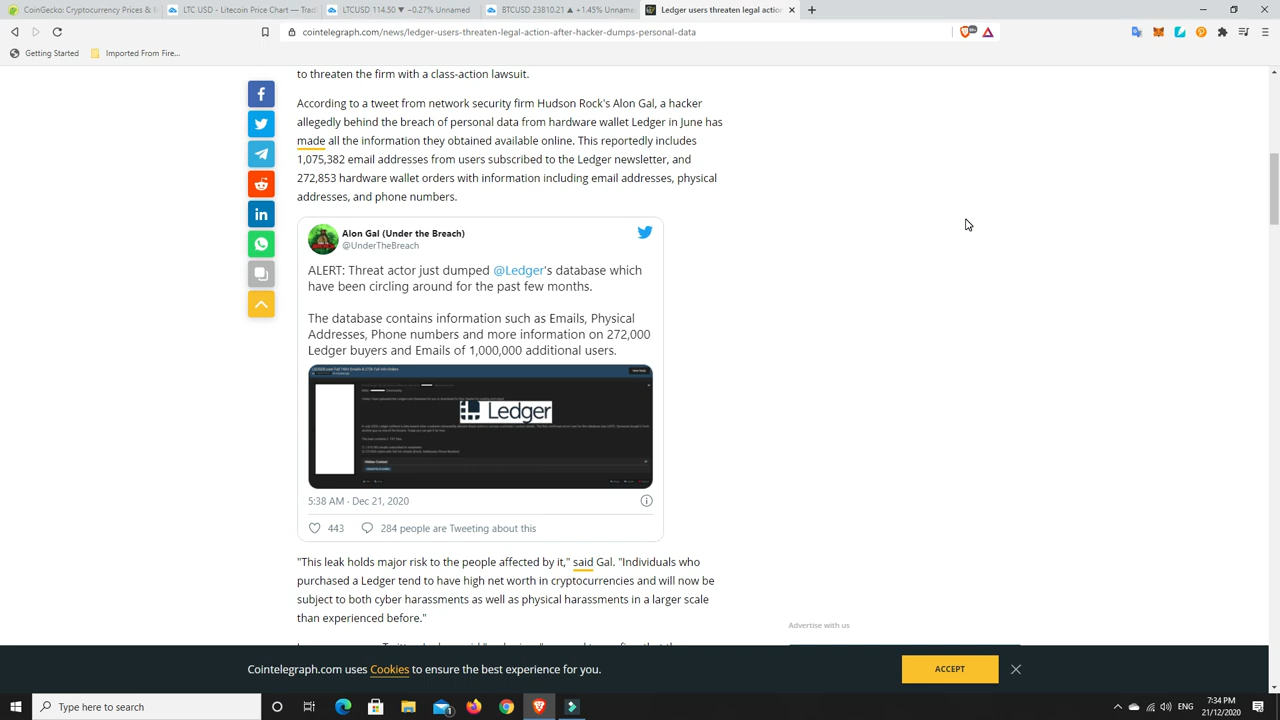 CoinGecko: Cryptocurrency Prices &
LTC USD - Litecoin Price Chart — Trad
LTCUSD 114.50 ▼ −0.27% Unnamed
BTCUSD 23810.21 ▲ +1.45% Unname
Ledger users threaten legal action
cointelegraph.com/news/ledger-users-threaten-legal-action-after-hacker-dumps-personal-data
99+
Getting Started
Imported From Fire...
to threaten the firm with a class-action lawsuit.
According to a tweet from network security firm Hudson Rock's Alon Gal, a hacker
allegedly behind the breach of personal data from hardware wallet Ledger in June has
made all the information they obtained available online. This reportedly includes
1,075,382 email addresses from users subscribed to the Ledger newsletter, and
272,853 hardware wallet orders with information including email addresses, physical
addresses, and phone numbers.
Alon Gal (Under the Breach)
@UnderTheBreach
ALERT: Threat actor just dumped @Ledger's database which
have been circling around for the past few months.
The database contains information such as Emails, Physical
Addresses, Phone numbers and more information on 272,000
Ledger buyers and Emails of 1,000,000 additional users.
Ledger
5:38 AM · Dec 21, 2020
443
284 people are Tweeting about this
"This leak holds major risk to the people affected by it," said Gal. "Individuals who
purchased a Ledger tend to have high net worth in cryptocurrencies and will now be
subject to both cyber harassments as well as physical harassments in a larger scale
than experienced before."
Advertise with us
Cointelegraph.com uses Cookies to ensure the best experience for you.
ACCEPT
Type here to search
ENG
7:34 PM
21/12/2020